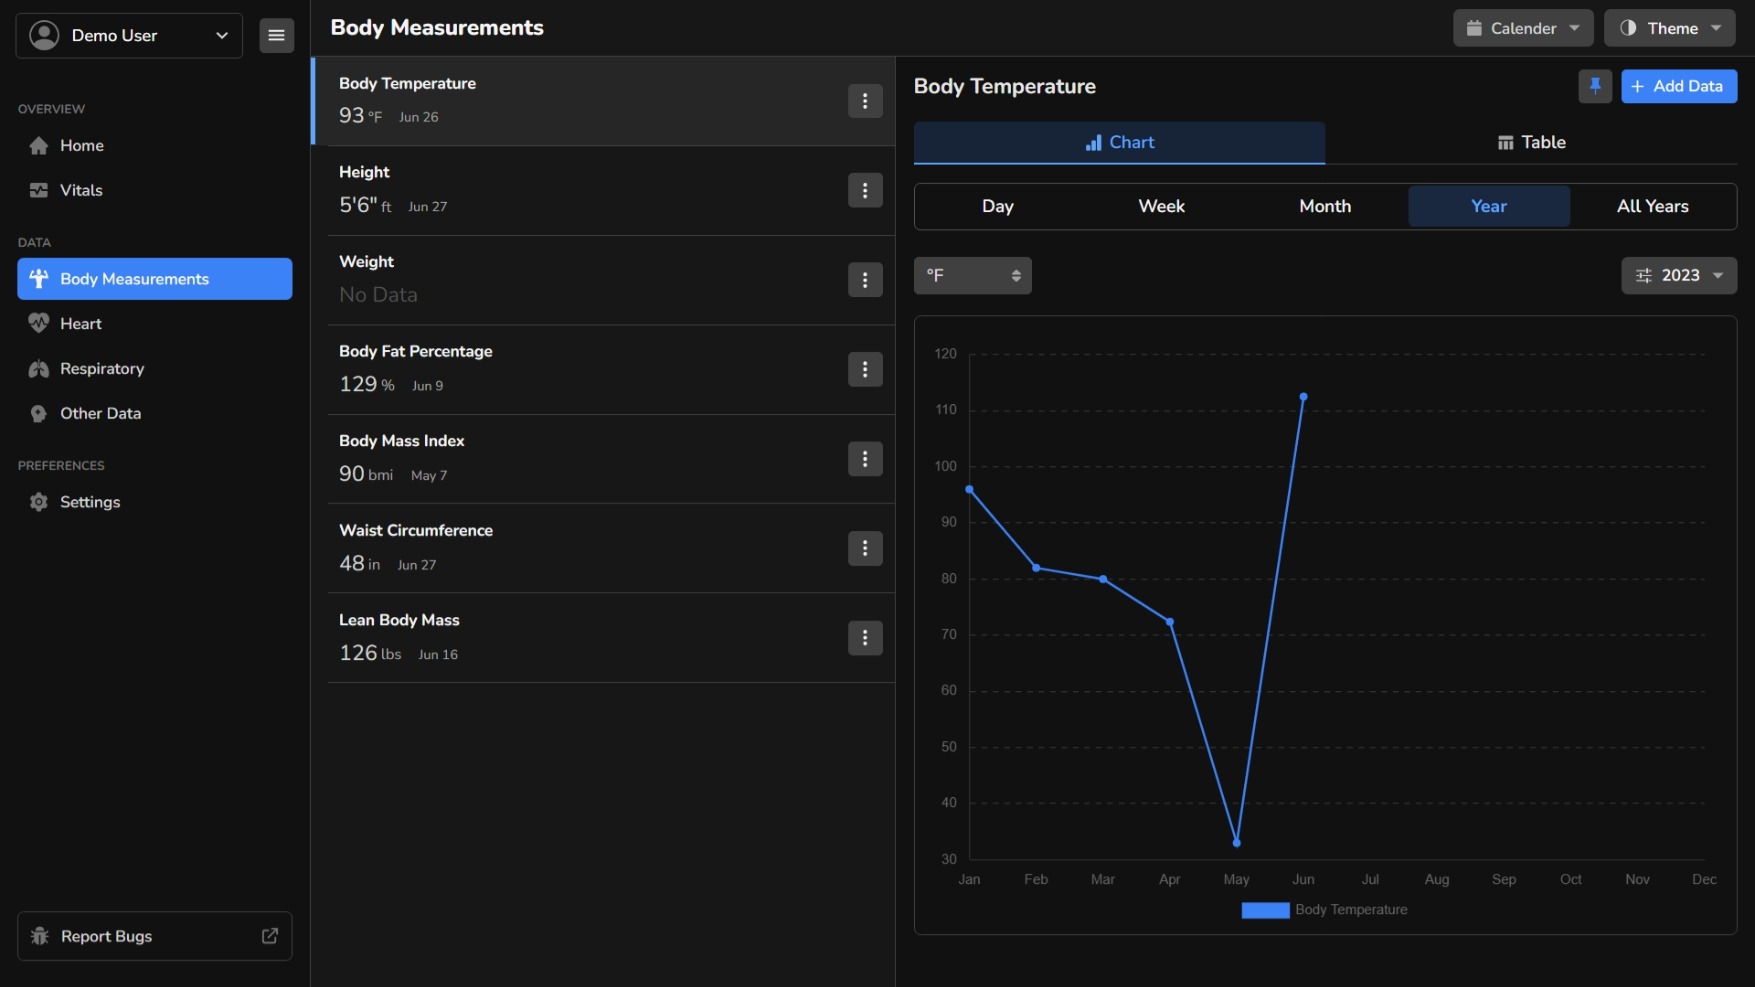 Demo User
OVERVIEW
Home
Vitals
DATA
Body Measurements
Heart
Respiratory
Other Data
PREFERENCES
Settings
Report Bugs
Body Measurements
Calender
Theme
Body Temperature
93 °F Jun 26
Height
5'6" ft Jun 27
Weight
No Data
Body Fat Percentage
129 % Jun 9
Body Mass Index
90 bmi May 7
Waist Circumference
48 in Jun 27
Lean Body Mass
126 lbs Jun 16
Body Temperature
+ Add Data
Chart Table
Day Week Month Year All Years
°F 2023
120
110
100
90
80
70
60
50
40
30
Jan Feb Mar Apr May Jun Jul Aug Sep Oct Nov Dec
Body Temperature